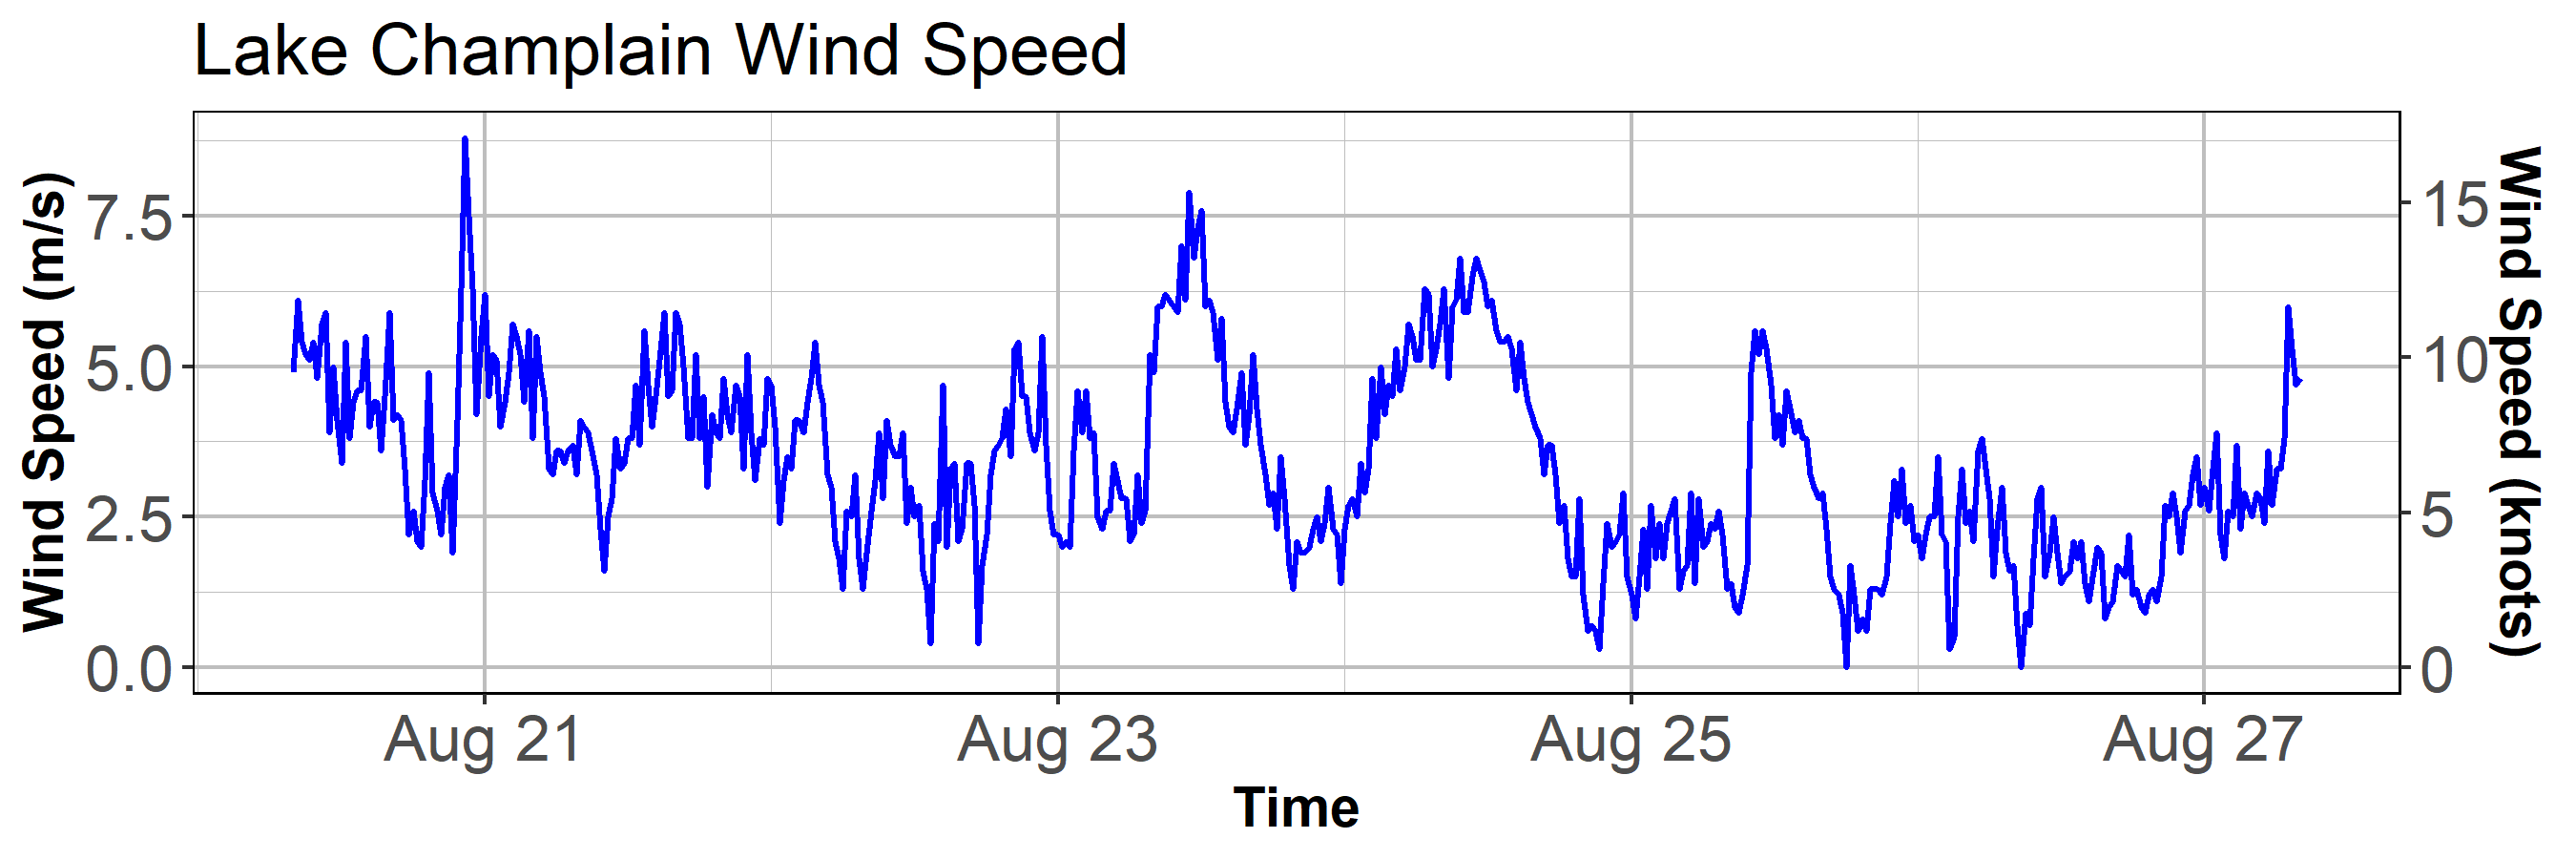 Lake Champlain Wind Speed
Wind Speed (m/s)
7.5
5.0
2.5
0.0
Wind Speed (knots)
15
10
5
0
Aug 21
Aug 23
Aug 25
Aug 27
Time